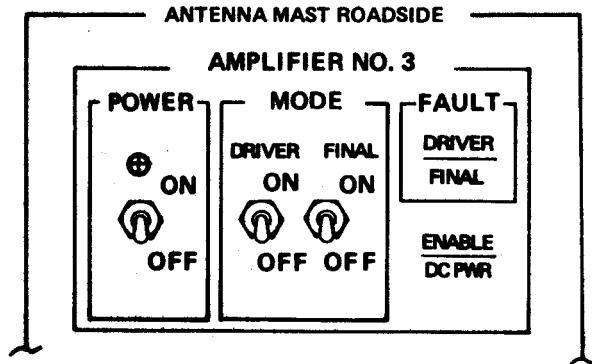 ANTENNA MAST ROADSIDE
AMPLIFIER NO. 3
POWER
MODE
FAULT
DRIVER FINAL
DRIVER
FINAL
ON
ON ON
OFF
OFF OFF
ENABLE
DC PWR